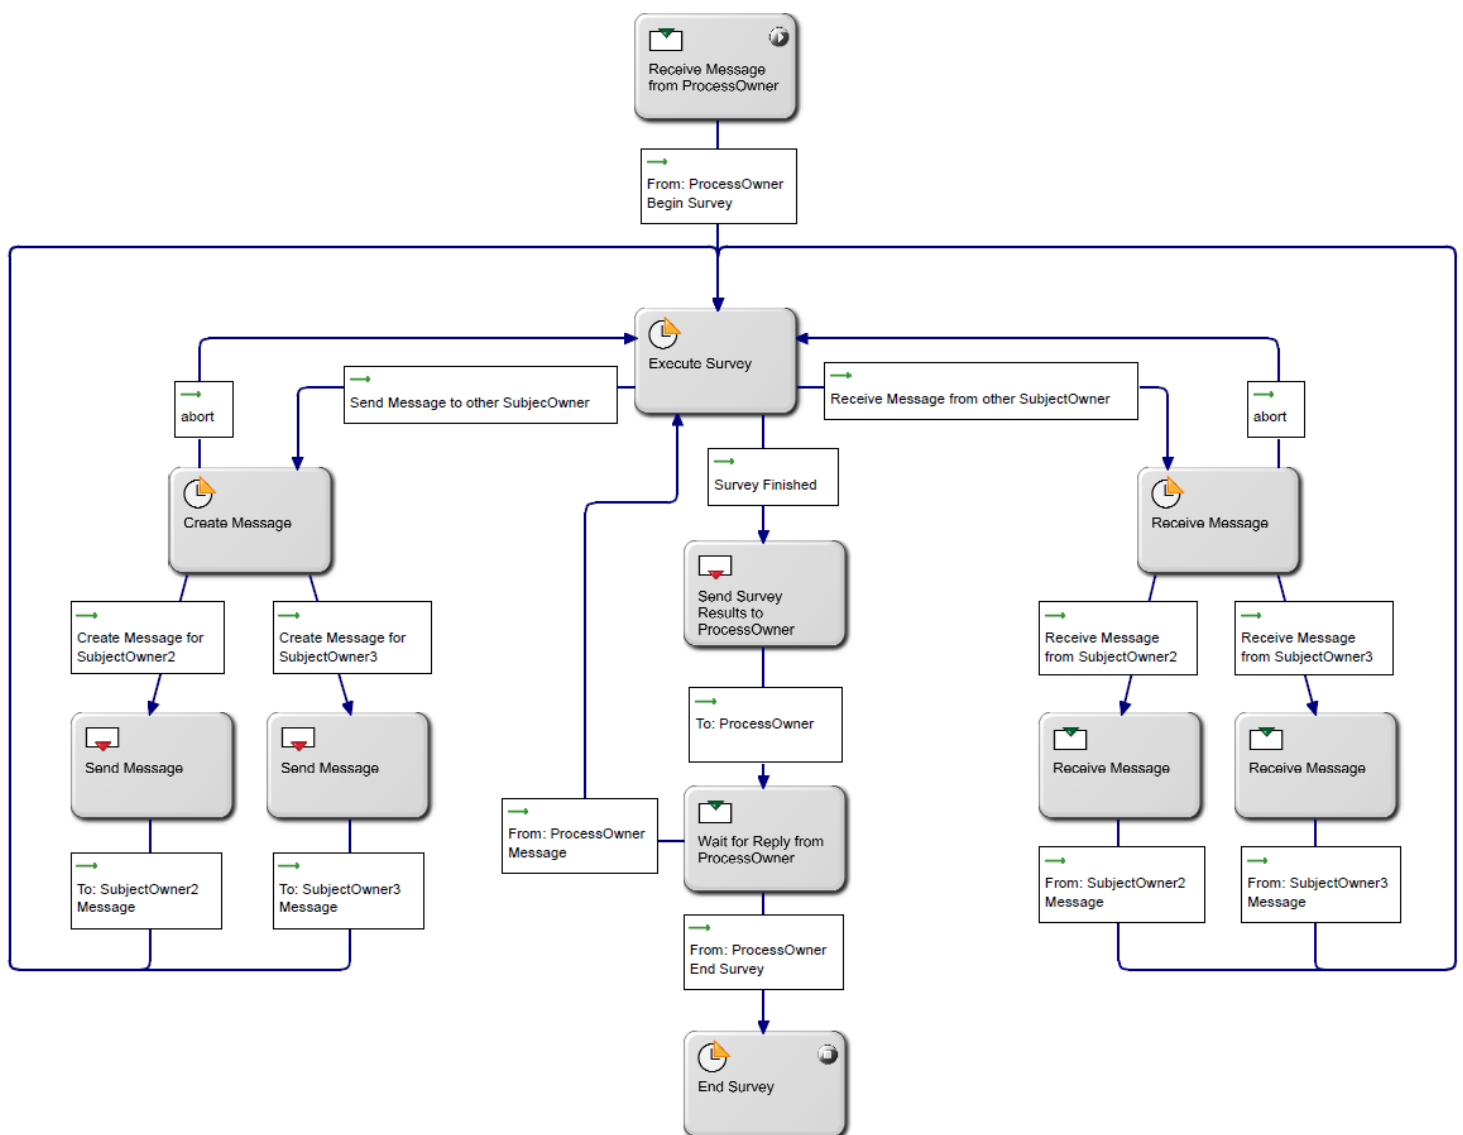 Receive Message
from ProcessOwner
From: ProcessOwner
Begin Survey
Execute Survey
abort
Send Message to other SubjecOwner
Receive Message from other SubjectOwner
abort
Survey Finished
Create Message
Receive Message
Send Survey
Results to
ProcessOwner
Create Message for
SubjectOwner2
Create Message for
SubjectOwner3
Receive Message
from SubjectOwner2
Receive Message
from SubjectOwner3
To: ProcessOwner
Send Message
Send Message
Receive Message
Receive Message
From: ProcessOwner
Message
Wait for Reply from
ProcessOwner
To: SubjectOwner2
Message
To: SubjectOwner3
Message
From: SubjectOwner2
Message
From: SubjectOwner3
Message
From: ProcessOwner
End Survey
End Survey